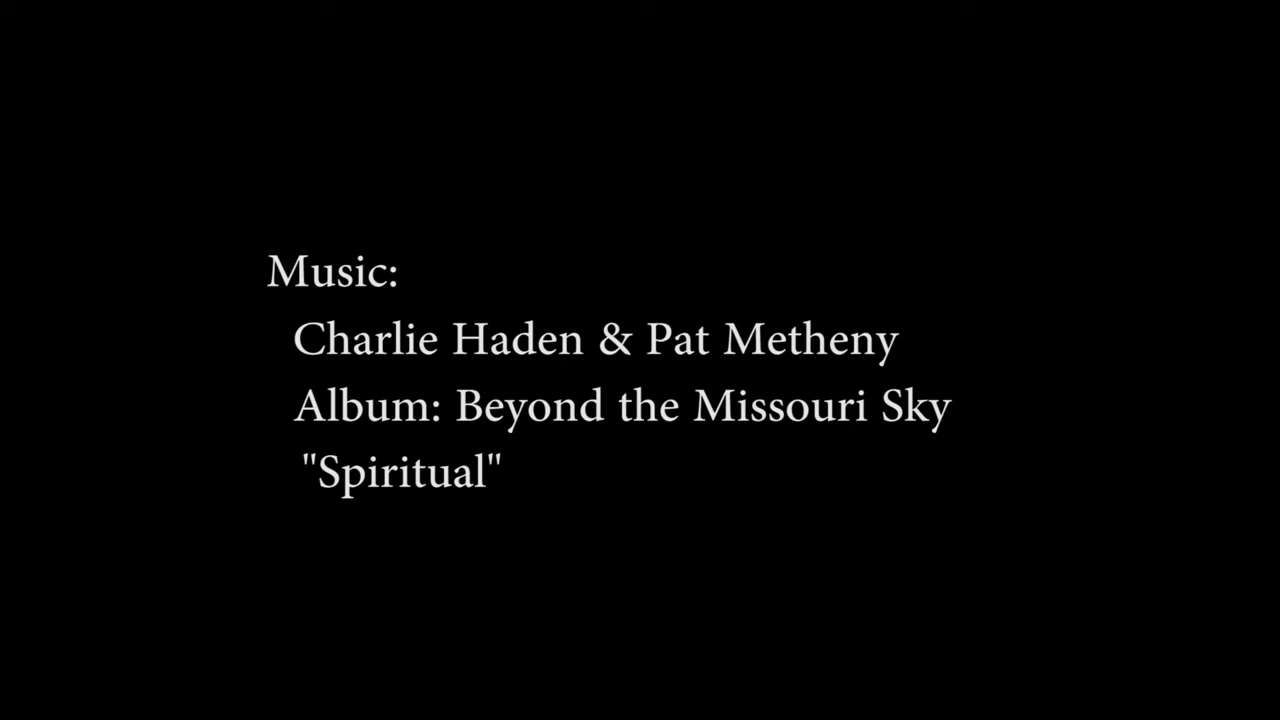 Music:
Charlie Haden & Pat Metheny
Album: Beyond the Missouri Sky
"Spiritual"